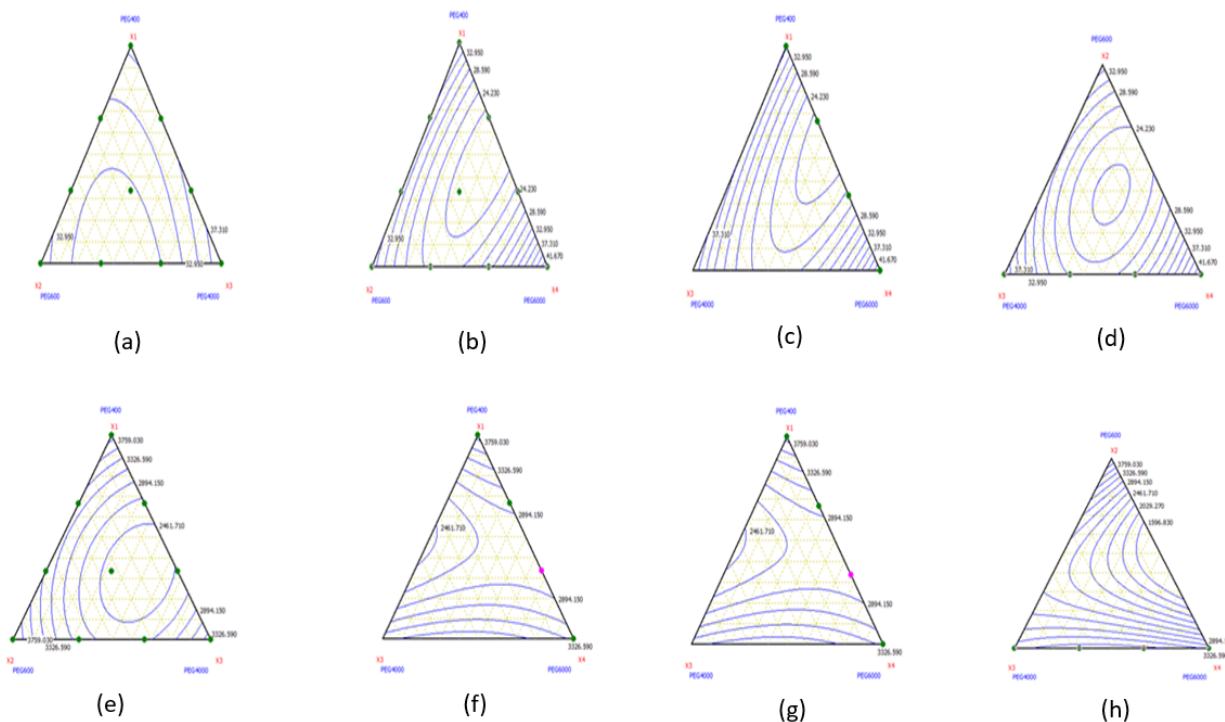 PEG400
X1
37.310
32.950
32.950
X2
X3
PEG600
PEG4000
(a)
PEG400
X1
32.950
28.590
24.230
24.230
28.590
32.950
32.950
37.310
41.670
X2
X4
PEG600
PEG6000
(b)
PEG400
X1
32.950
28.590
24.230
28.590
32.950
37.310
37.310
41.670
X3
X4
PEG4000
PEG6000
(c)
PEG600
X2
32.950
28.590
24.230
28.590
32.950
37.310
37.310
41.670
32.950
X3
X4
PEG4000
PEG6000
(d)
PEG400
X1
3759.030
3326.590
2894.150
2461.710
2894.150
3326.590
3759.030
3326.590
X2
X3
PEG600
PEG4000
(e)
PEG400
X1
3759.030
3326.590
2894.150
2461.710
2894.150
3326.590
X3
X4
PEG4000
PEG6000
(f)
PEG400
X1
3759.030
3326.590
2894.150
2461.710
2894.150
3326.590
X3
X4
PEG4000
PEG6000
(g)
PEG600
X2
3759.030
3326.590
2894.150
2461.710
2029.270
1596.830
X3
X4
PEG4000
PEG6000
(h)